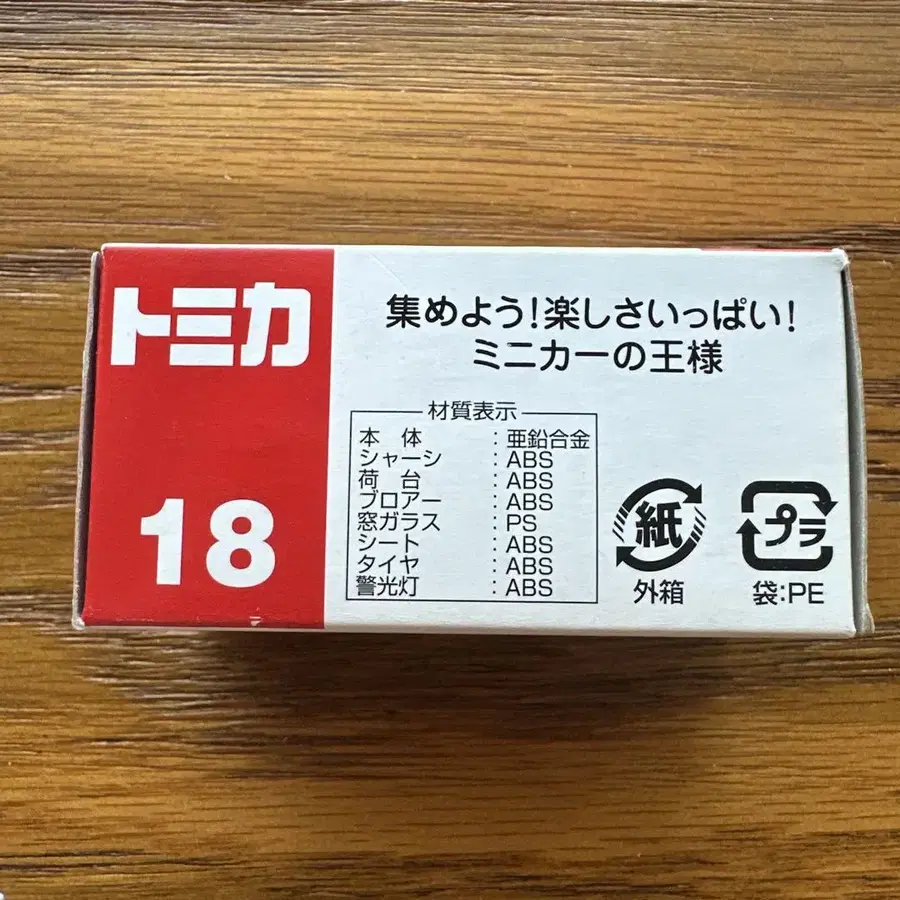 トミカ
18
集めよう!楽しさいっぱい!
ミニカーの王様
材質表示
本体:亜鉛合金
シャーシ:ABS
荷台:ABS
ブロアー:ABS
窓ガラス:PS
シート:ABS
タイヤ:ABS
警光灯:ABS
紙
外箱
プラ
袋:PE